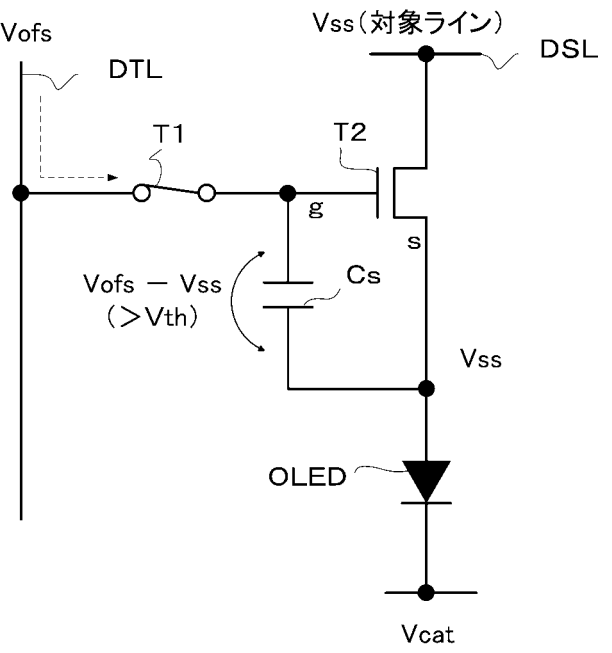 Vofs
Vss(対象ライン)
DTL
DSL
T1
T2
g
s
Vofs － Vss
(＞Vth)
Cs
Vss
OLED
Vcat